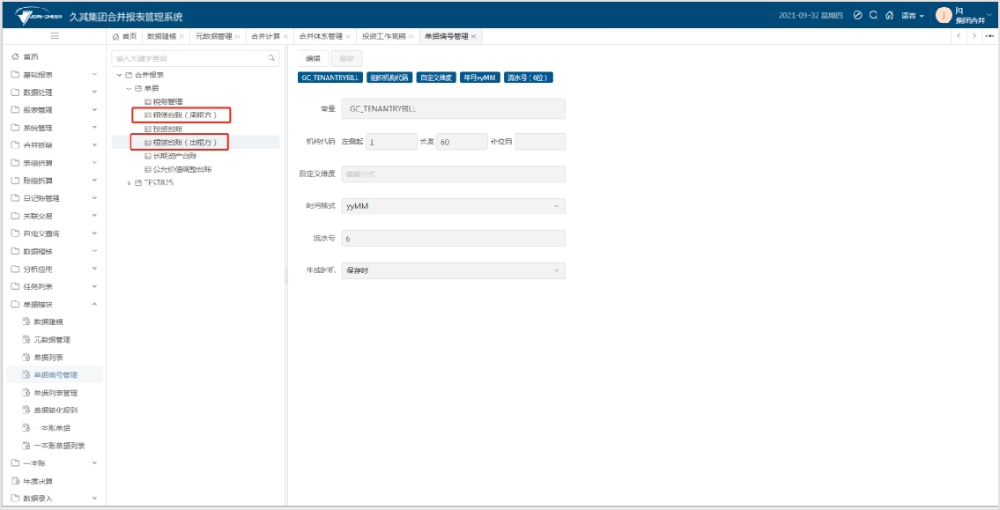 JON-CHEER 久其集团合并报表管理系统
2021-09-02 星期四 语言 J jq 集团合并
首页 数据建模 元数据管理 合并计算 合并体系管理 投资工作底稿 单据编号管理
首页
基础报表
数据处理
报表管理
系统管理
合并抵销
表级折算
账级折算
日记账管理
关联交易
自定义查询
数据稽核
分析应用
任务列表
单据模块
数据建模
元数据管理
单据列表
单据编号管理
单据列表管理
单据转化规则
一本账单据
一本账单据列表
一本账
年度决算
数据录入
输入关键字查询
合并报表
单据
税务管理
租赁台账(承租方)
投资台账
租赁台账(出租方)
长期资产台账
公允价值调整台账
TEST825
编辑 保存
GC_TENANTRYBILL 组织机构代码 自定义维度 年月yyMM 流水号(6位)
常量 GC_TENANTRYBILL
机构代码 左侧起 1 长度 60 补位码
自定义维度 编辑公式
时间格式 yyMM
流水号 6
生成时机 保存时